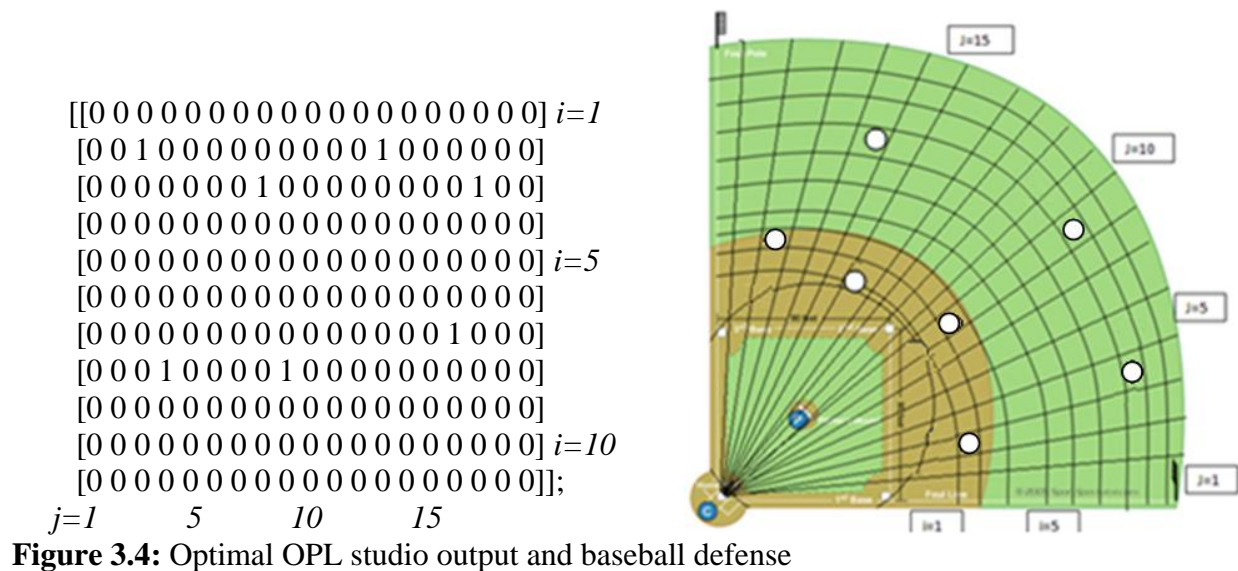 [[0 0 0 0 0 0 0 0 0 0 0 0 0 0 0 0 0 0 0] i=1
[0 0 1 0 0 0 0 0 0 0 0 0 1 0 0 0 0 0 0]
[0 0 0 0 0 0 0 1 0 0 0 0 0 0 0 0 1 0 0]
[0 0 0 0 0 0 0 0 0 0 0 0 0 0 0 0 0 0 0]
[0 0 0 0 0 0 0 0 0 0 0 0 0 0 0 0 0 0 0] i=5
[0 0 0 0 0 0 0 0 0 0 0 0 0 0 0 0 0 0 0]
[0 0 0 0 0 0 0 0 0 0 0 0 0 0 0 1 0 0 0]
[0 0 0 1 0 0 0 0 1 0 0 0 0 0 0 0 0 0 0]
[0 0 0 0 0 0 0 0 0 0 0 0 0 0 0 0 0 0 0]
[0 0 0 0 0 0 0 0 0 0 0 0 0 0 0 0 0 0 0] i=10
[0 0 0 0 0 0 0 0 0 0 0 0 0 0 0 0 0 0 0]];
j=1 5 10 15
J=15
Foul Pole
J=10
J=5
J=1
1st Base
Foul Line
C
i=1
i=5
Figure 3.4: Optimal OPL studio output and baseball defense